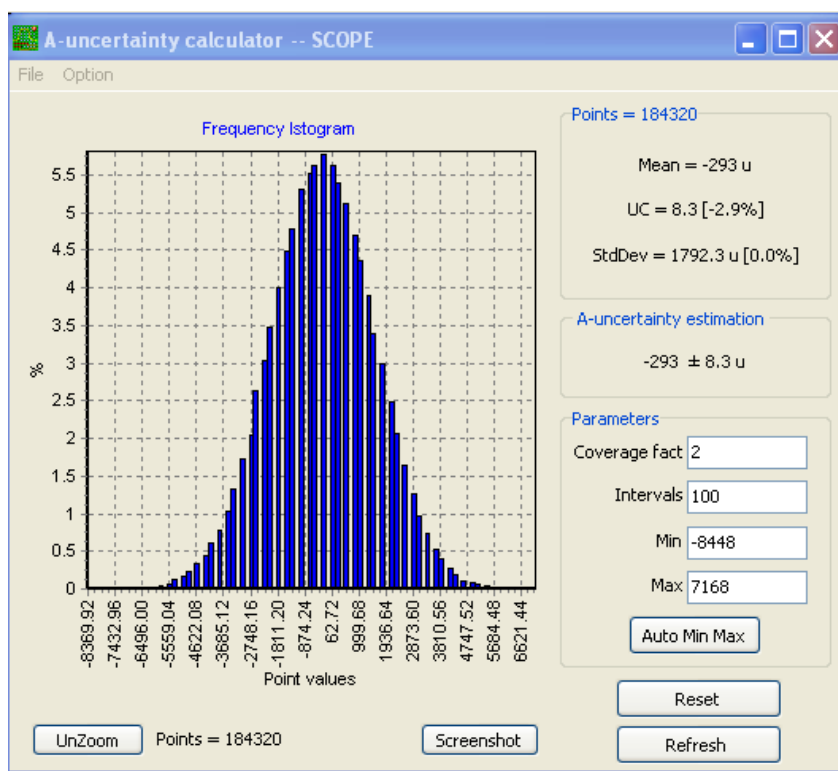 A-uncertainty calculator -- SCOPE
File Option
Frequency Istogram
5.5
5
4.5
4
3.5
3
2.5
2
1.5
1
0.5
0
%
-8369.92
-7432.96
-6496.00
-5559.04
-4622.08
-3685.12
-2748.16
-1811.20
-874.24
62.72
999.68
1936.64
2873.60
3810.56
4747.52
5684.48
6621.44
Point values
UnZoom
Points = 184320
Screenshot
Points = 184320
Mean = -293 u
UC = 8.3 [-2.9%]
StdDev = 1792.3 u [0.0%]
A-uncertainty estimation
-293 ± 8.3 u
Parameters
Coverage fact 2
Intervals 100
Min -8448
Max 7168
Auto Min Max
Reset
Refresh